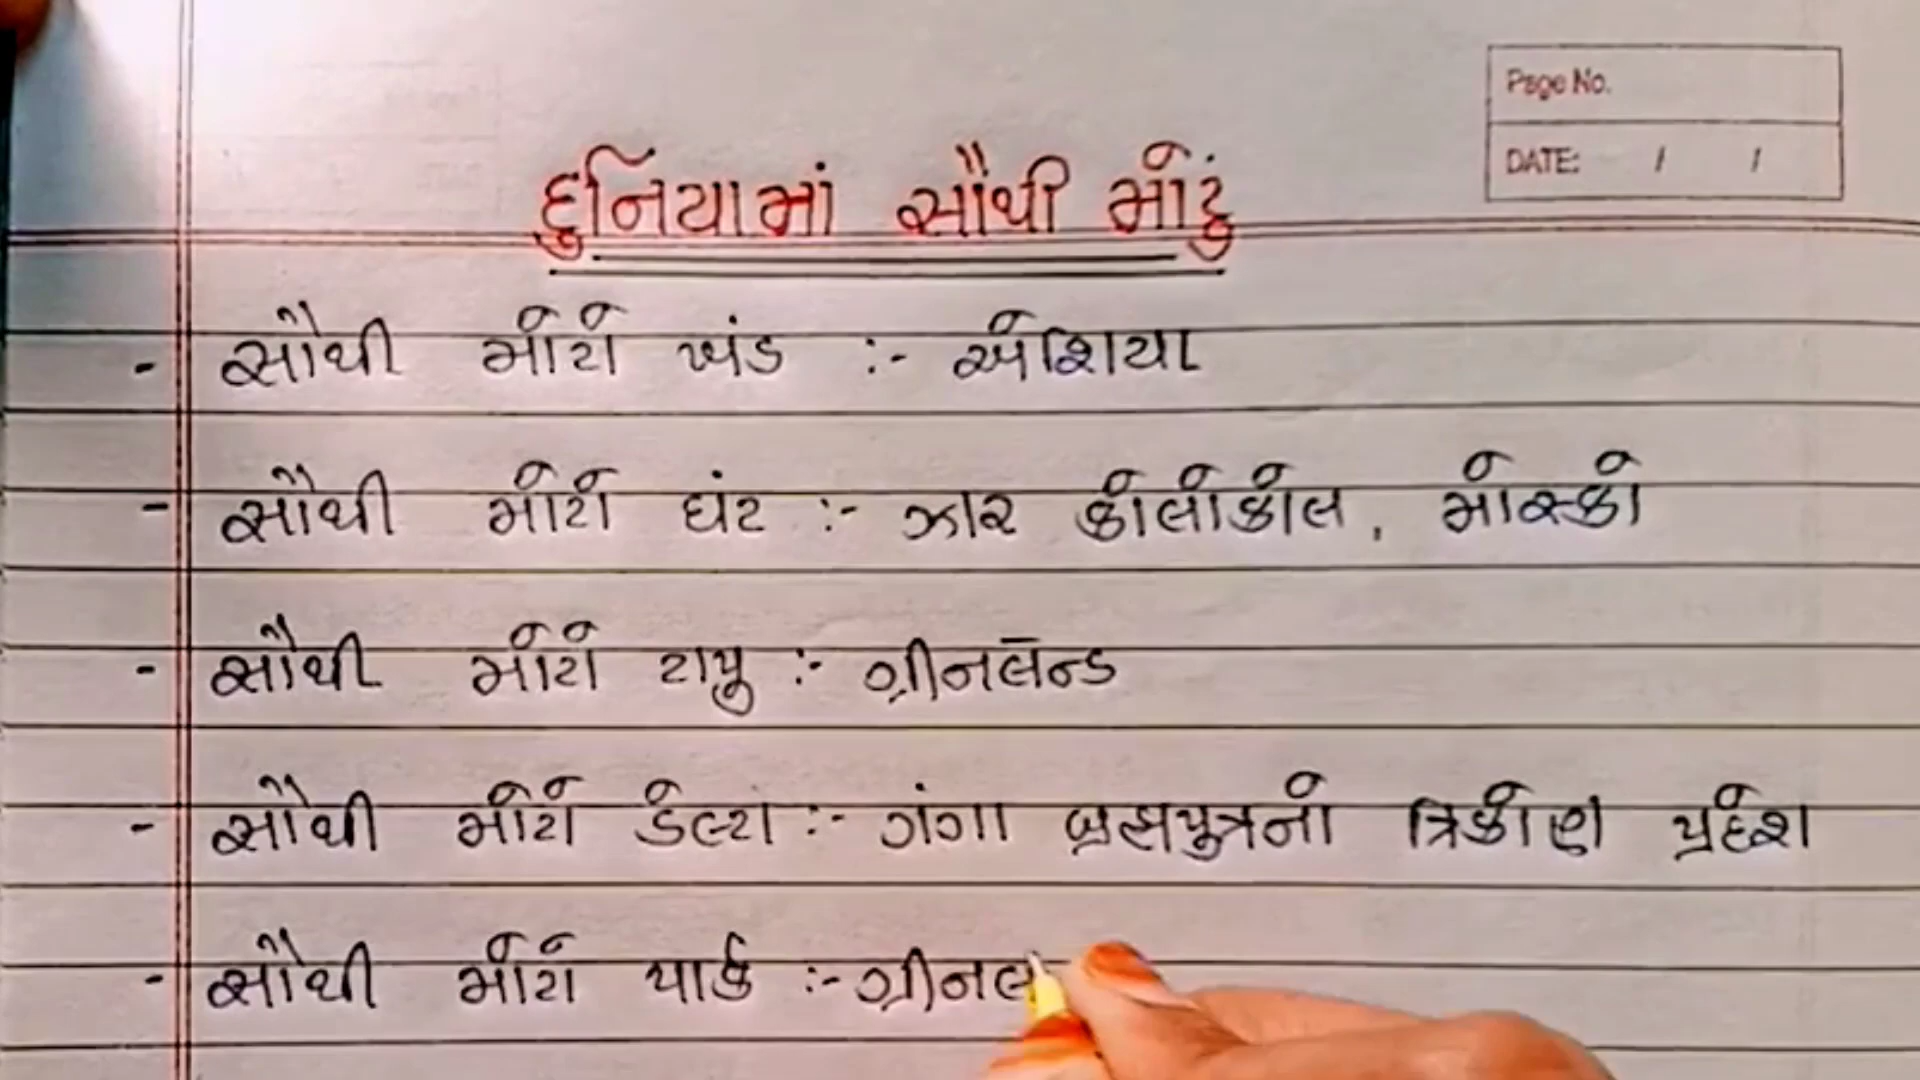 Page No.
DATE: / /
દુનિયામાં સૌથી મોટું
- સૌથી મોટો ખંડ :- એશિયા
- સૌથી મોટો ઘંટ :- ઝાર કોલોકોલ, મોસ્કો
- સૌથી મોટો ટાપુ :- ગ્રીનલૅન્ડ
- સૌથી મોટો ડેલ્ટા :- ગંગા બ્રહ્મપુત્રનો ત્રિકોણ પ્રદેશ
- સૌથી મોટો પાર્ક :- ગ્રીનલ